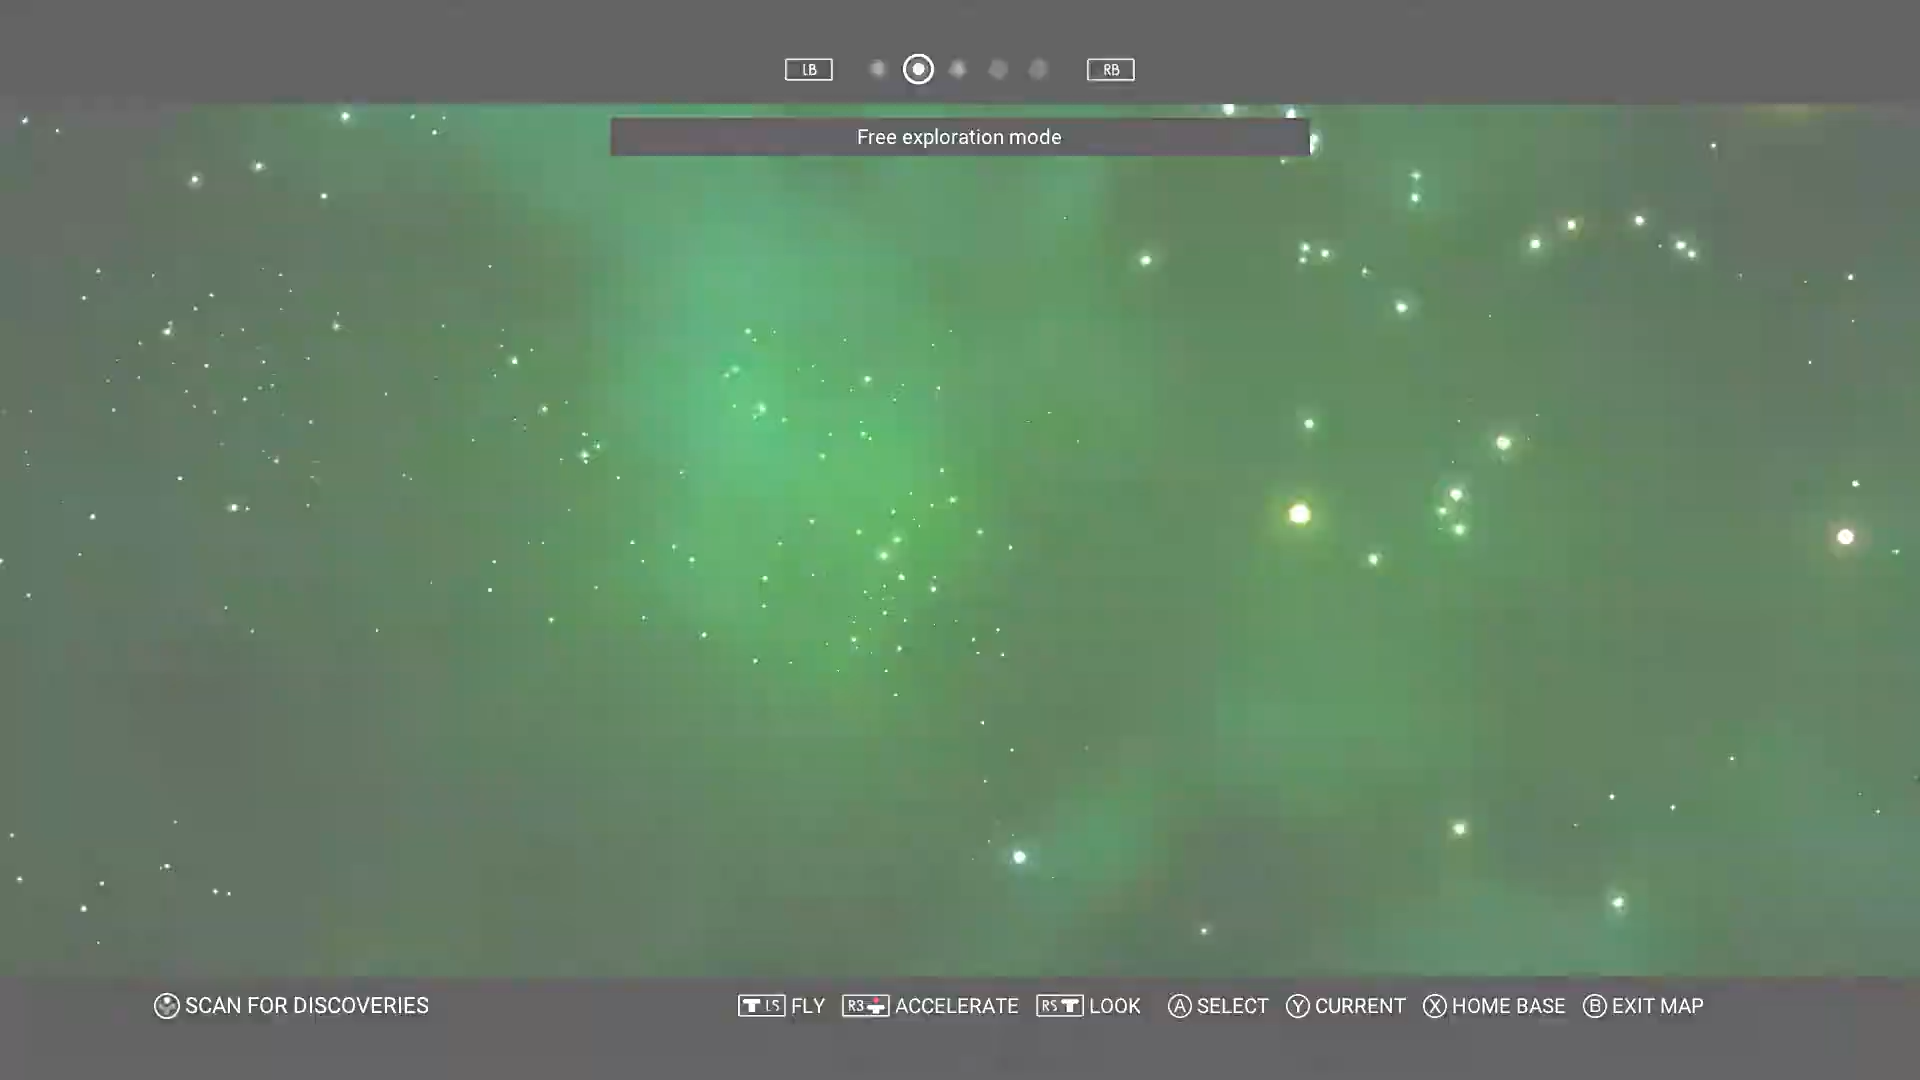 LB RB
Free exploration mode
SCAN FOR DISCOVERIES LS FLY R3 ACCELERATE RS LOOK A SELECT Y CURRENT X HOME BASE B EXIT MAP